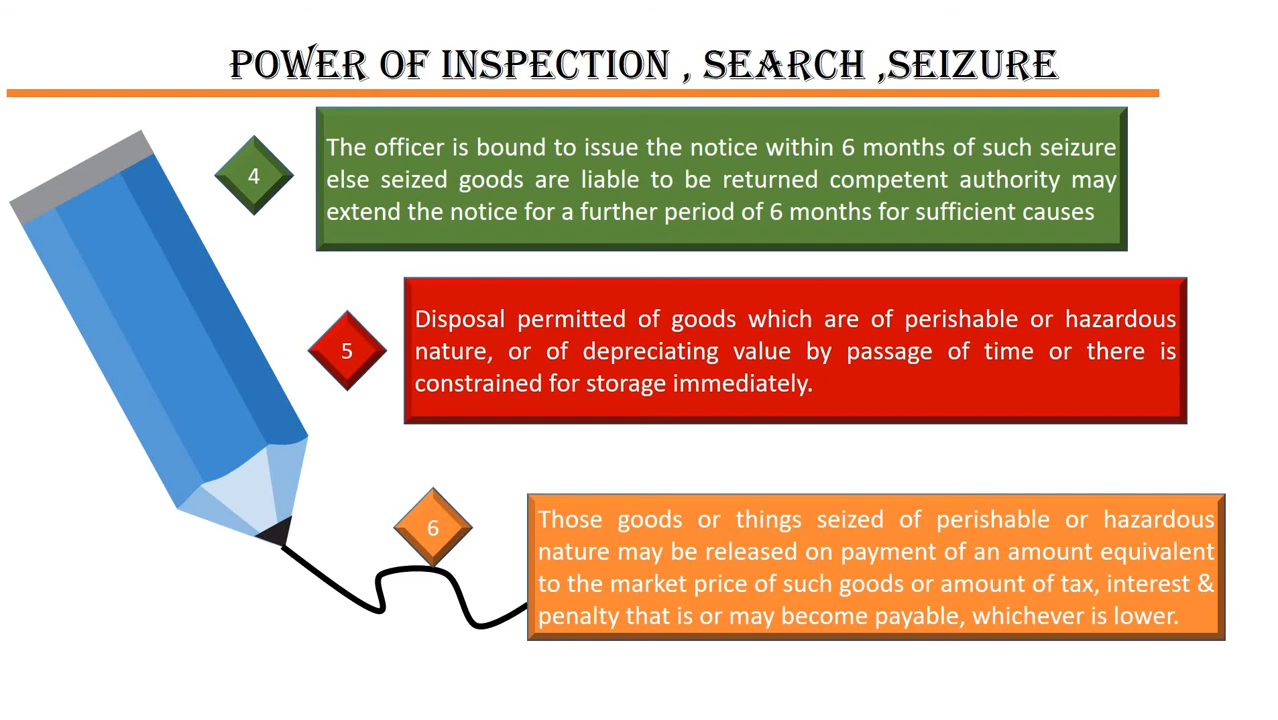 POWER OF INSPECTION , SEARCH ,SEIZURE
4
The officer is bound to issue the notice within 6 months of such seizure
else seized goods are liable to be returned competent authority may
extend the notice for a further period of 6 months for sufficient causes
5
Disposal permitted of goods which are of perishable or hazardous
nature, or of depreciating value by passage of time or there is
constrained for storage immediately.
6
Those goods or things seized of perishable or hazardous
nature may be released on payment of an amount equivalent
to the market price of such goods or amount of tax, interest &
penalty that is or may become payable, whichever is lower.